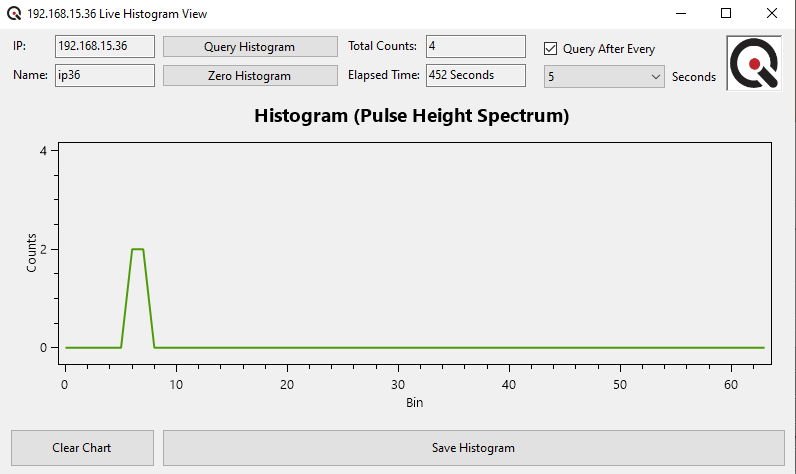 192.168.15.36 Live Histogram View
IP: 192.168.15.36 Query Histogram Total Counts: 4 Query After Every
Name: ip36 Zero Histogram Elapsed Time: 452 Seconds 5 Seconds
Histogram (Pulse Height Spectrum)
4
2
0
Counts
0 10 20 30 40 50 60
Bin
Clear Chart Save Histogram